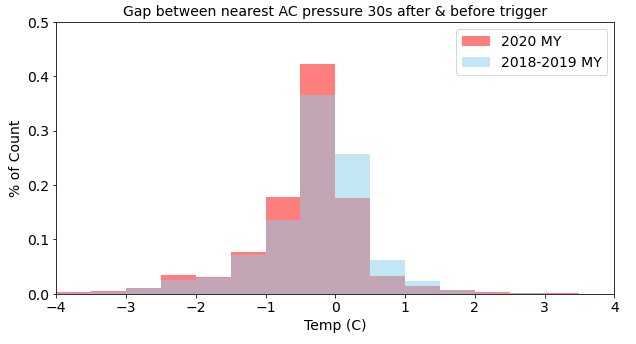 Gap between nearest AC pressure 30s after & before trigger
2020 MY
2018-2019 MY
% of Count
0.5
0.4
0.3
0.2
0.1
0.0
−4 −3 −2 −1 0 1 2 3 4
Temp (C)